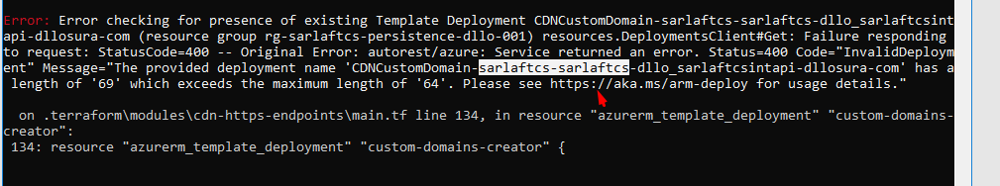 Error: Error checking for presence of existing Template Deployment CDNCustomDomain-sarlaftcs-sarlaftcs-dllo_sarlaftcsint
api-dllosura-com (resource group rg-sarlaftcs-persistence-dllo-001) resources.DeploymentsClient#Get: Failure responding
to request: StatusCode=400 -- Original Error: autorest/azure: Service returned an error. Status=400 Code="InvalidDeploym
ent" Message="The provided deployment name 'CDNCustomDomain-sarlaftcs-sarlaftcs-dllo_sarlaftcsintapi-dllosura-com' has a
length of '69' which exceeds the maximum length of '64'. Please see https://aka.ms/arm-deploy for usage details."
on .terraform\modules\cdn-https-endpoints\main.tf line 134, in resource "azurerm_template_deployment" "custom-domains-
creator":
134: resource "azurerm_template_deployment" "custom-domains-creator" {